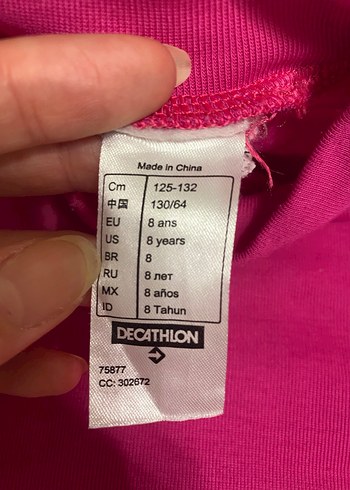 Made in China
Cm 125-132
中国 130/64
EU 8 ans
US 8 years
BR 8
RU 8 лет
MX 8 años
ID 8 Tahun
DECATHLON
75877
CC: 302672